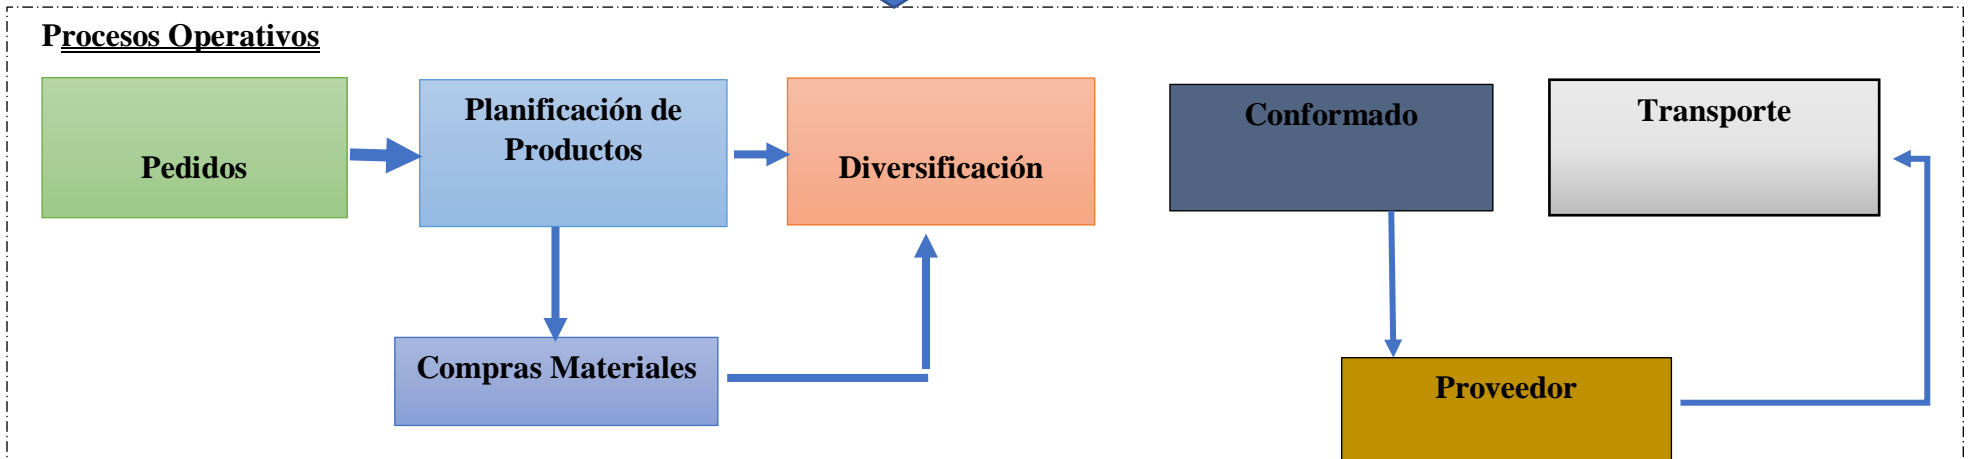 Procesos Operativos
Pedidos
Planificación de
Productos
Diversificación
Conformado
Transporte
Compras Materiales
Proveedor